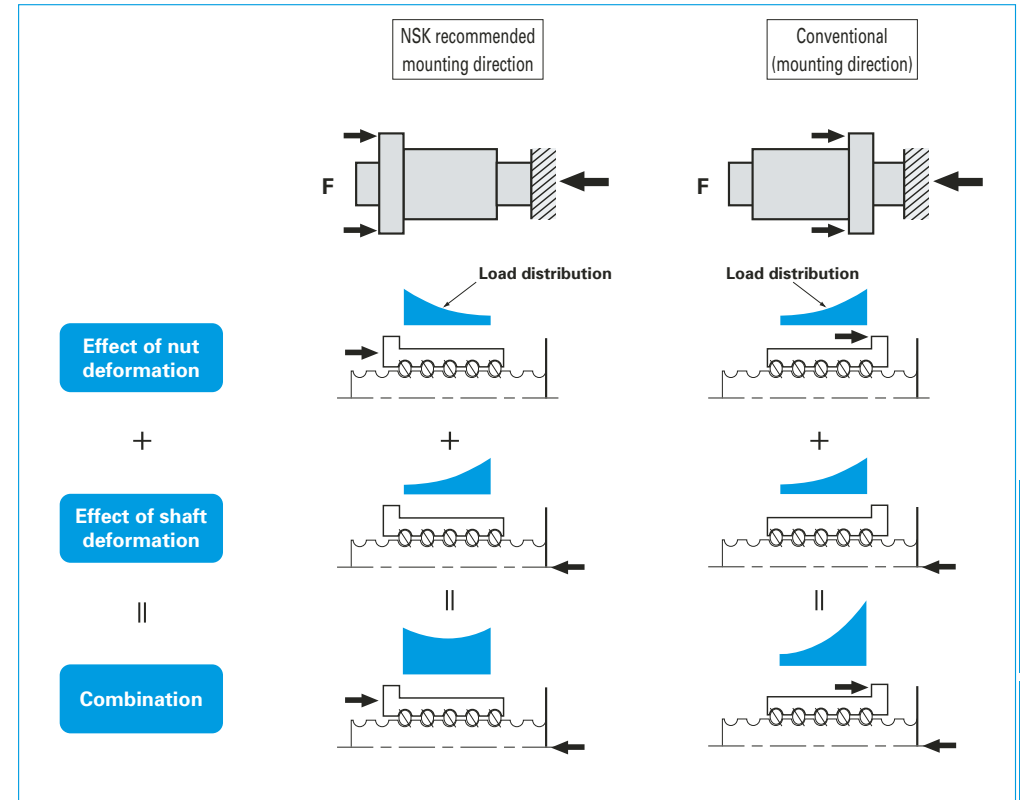 NSK recommended
mounting direction
Conventional
(mounting direction)
F
F
Load distribution
Load distribution
Effect of nut
deformation
+
+
+
Effect of shaft
deformation
=
=
=
Combination